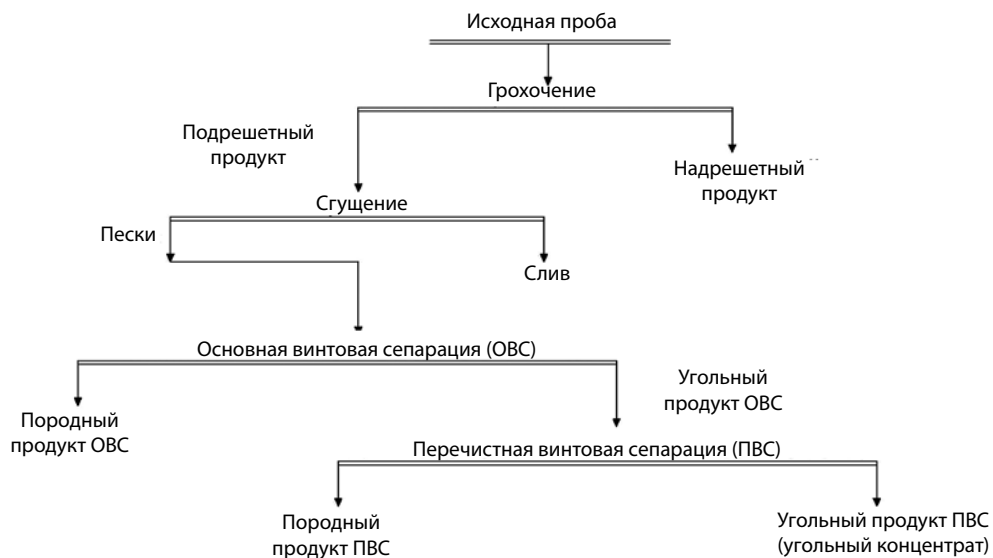 Исходная проба
Грохочение
Подрешетный
продукт
Надрешетный
продукт
Сгущение
Пески
Слив
Основная винтовая сепарация (ОВС)
Угольный
продукт ОВС
Породный
продукт ОВС
Перечистная винтовая сепарация (ПВС)
Породный
продукт ПВС
Угольный продукт ПВС
(угольный концентрат)